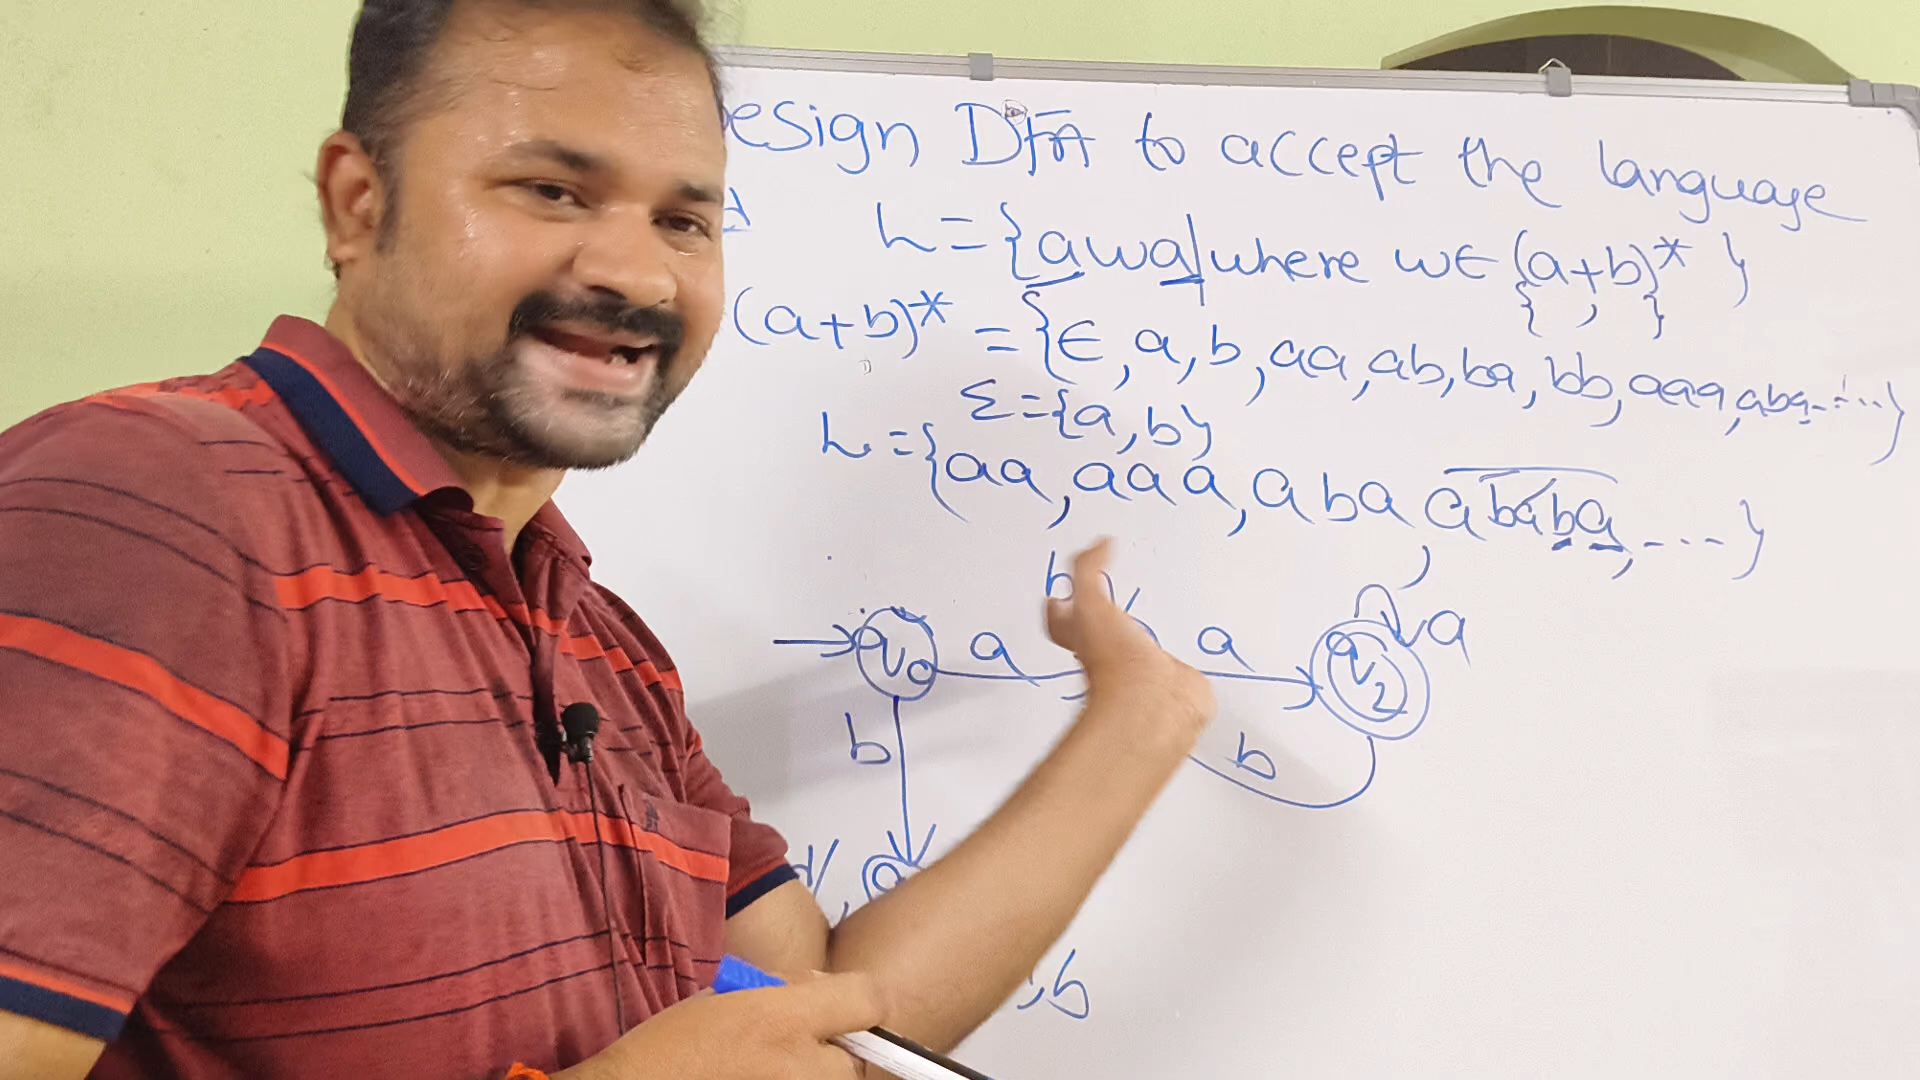 esign DFA to accept the language
d L = {awa|where w∈ (a+b)* }
{ , }
(a+b)* = {∈, a, b, aa, ab, ba, bb, aaa, aba.....}
Σ = {a, b}
L = {aa, aaa, aba, ababa, ....}
b
q0 a a q2 a
b b
,b